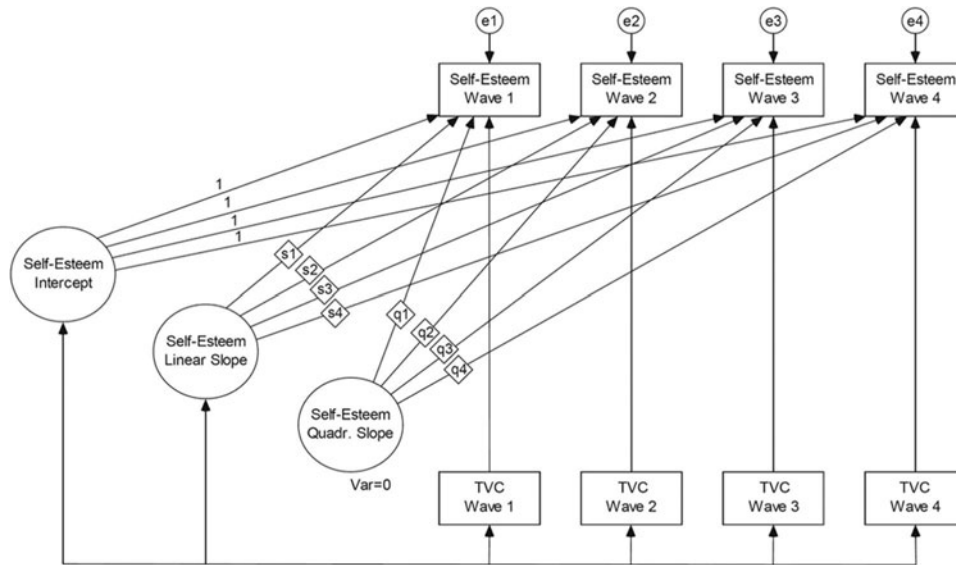 e1
e2
e3
e4
Self-Esteem
Wave 1
Self-Esteem
Wave 2
Self-Esteem
Wave 3
Self-Esteem
Wave 4
1
1
1
1
Self-Esteem
Intercept
s1
s2
s3
s4
Self-Esteem
Linear Slope
q1
q2
q3
q4
Self-Esteem
Quadr. Slope
Var=0
TVC
Wave 1
TVC
Wave 2
TVC
Wave 3
TVC
Wave 4